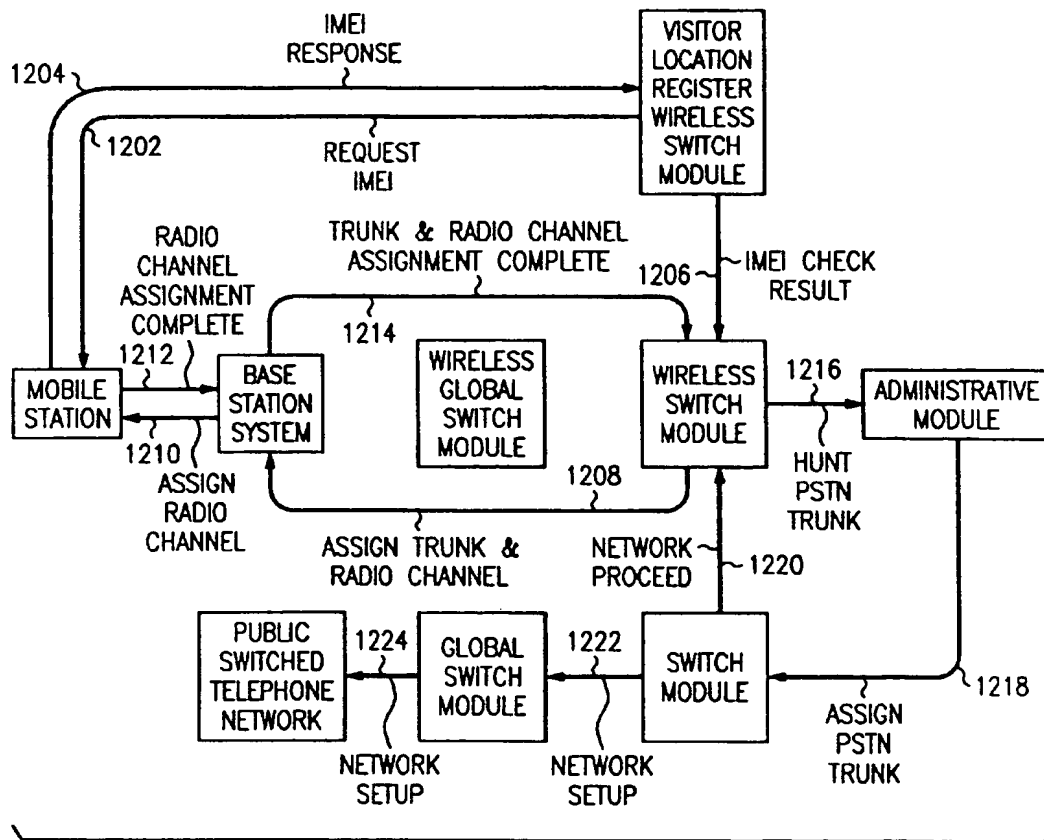 IMEI
RESPONSE
1204
1202
REQUEST
IMEI
VISITOR
LOCATION
REGISTER
WIRELESS
SWITCH
MODULE
RADIO
CHANNEL
ASSIGNMENT
COMPLETE
TRUNK & RADIO CHANNEL
ASSIGNMENT COMPLETE
1206
IMEI CHECK
RESULT
1214
1212
MOBILE
STATION
BASE
STATION
SYSTEM
WIRELESS
GLOBAL
SWITCH
MODULE
WIRELESS
SWITCH
MODULE
1216
ADMINISTRATIVE
MODULE
1210
ASSIGN
RADIO
CHANNEL
1208
HUNT
PSTN
TRUNK
ASSIGN TRUNK &
RADIO CHANNEL
NETWORK
PROCEED
1220
PUBLIC
SWITCHED
TELEPHONE
NETWORK
1224
GLOBAL
SWITCH
MODULE
1222
SWITCH
MODULE
1218
ASSIGN
PSTN
TRUNK
NETWORK
SETUP
NETWORK
SETUP